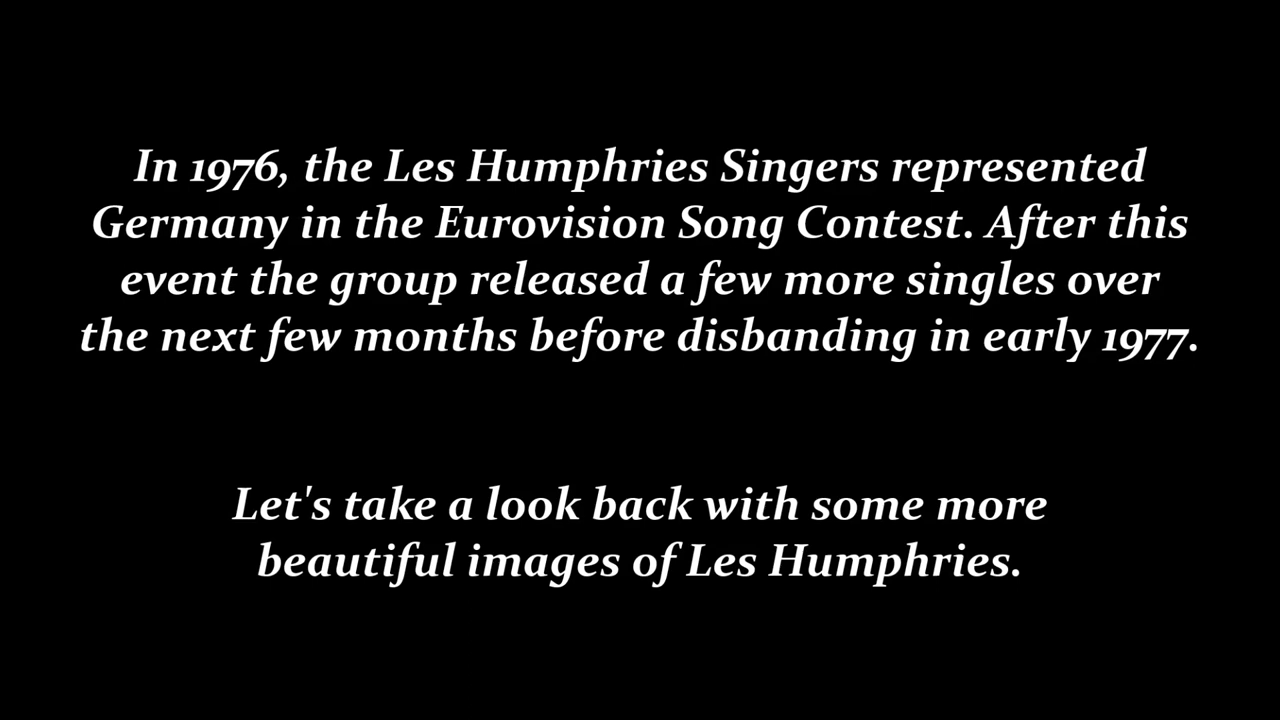 In 1976, the Les Humphries Singers represented
Germany in the Eurovision Song Contest. After this
event the group released a few more singles over
the next few months before disbanding in early 1977.
Let's take a look back with some more
beautiful images of Les Humphries.